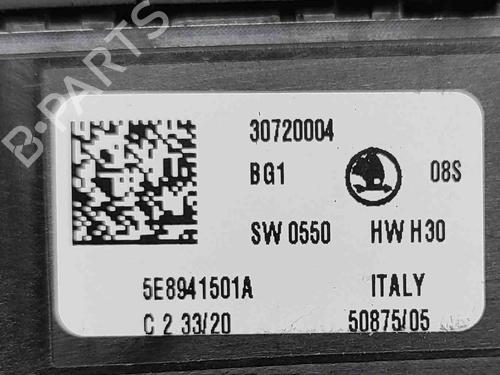 B-PARTS
30720004
BG1 08S
SW 0550 HW H30
5E8941501A ITALY
C 2 33/20 50875/05